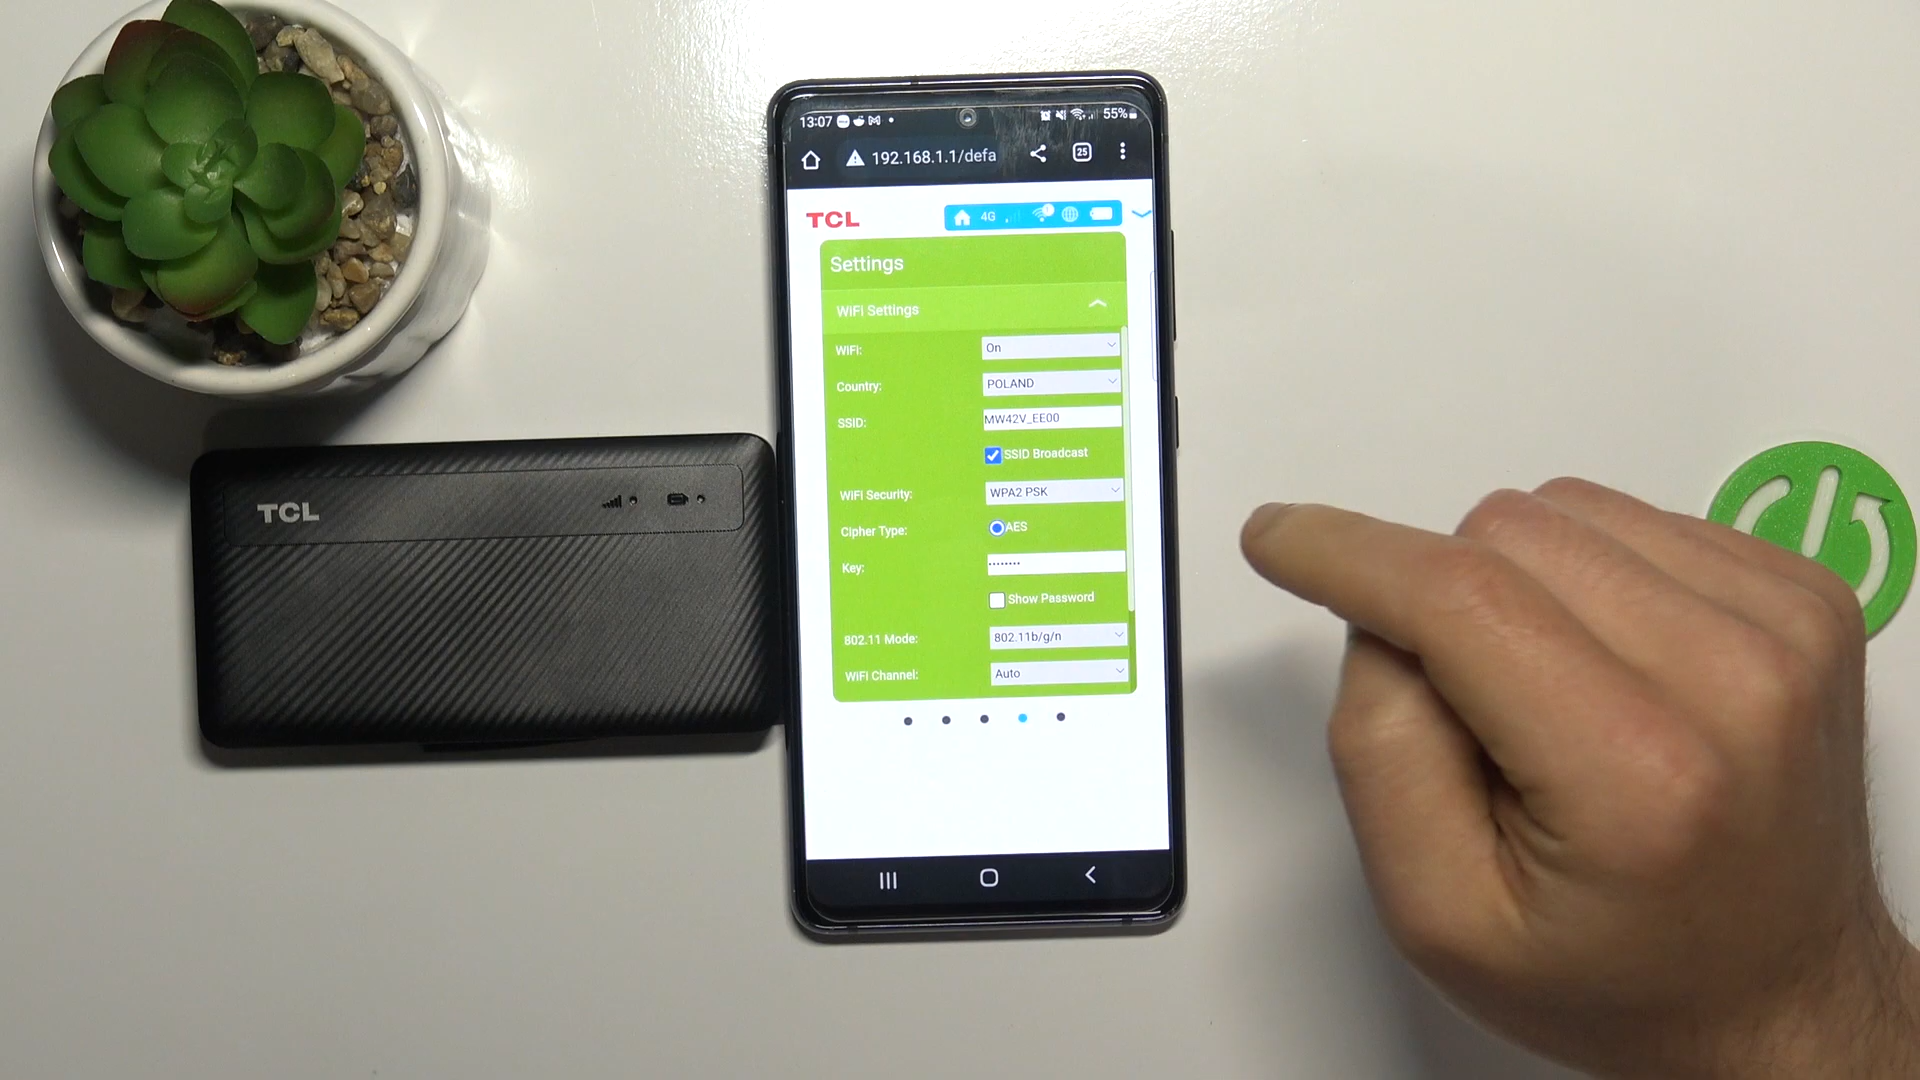 13:07
55%
192.168.1.1/defa
25
TCL
4G
1
Settings
WiFi Settings
WiFi:
On
Country:
POLAND
SSID:
MW42V_EE00
SSID Broadcast
WiFi Security:
WPA2 PSK
Cipher Type:
AES
Key:
••••••••
Show Password
802.11 Mode:
802.11b/g/n
WiFi Channel:
Auto
TCL